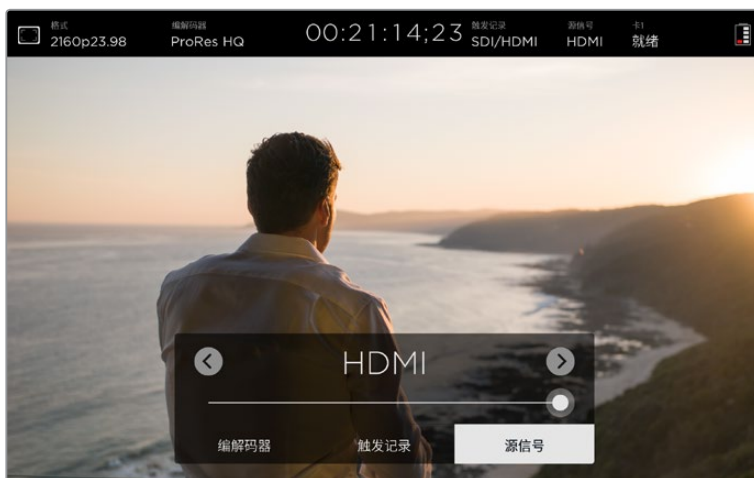 格式
2160p23.98
编解码器
ProRes HQ
00:21:14;23
触发记录
SDI/HDMI
源信号
HDMI
卡1
就绪
HDMI
编解码器
触发记录
源信号